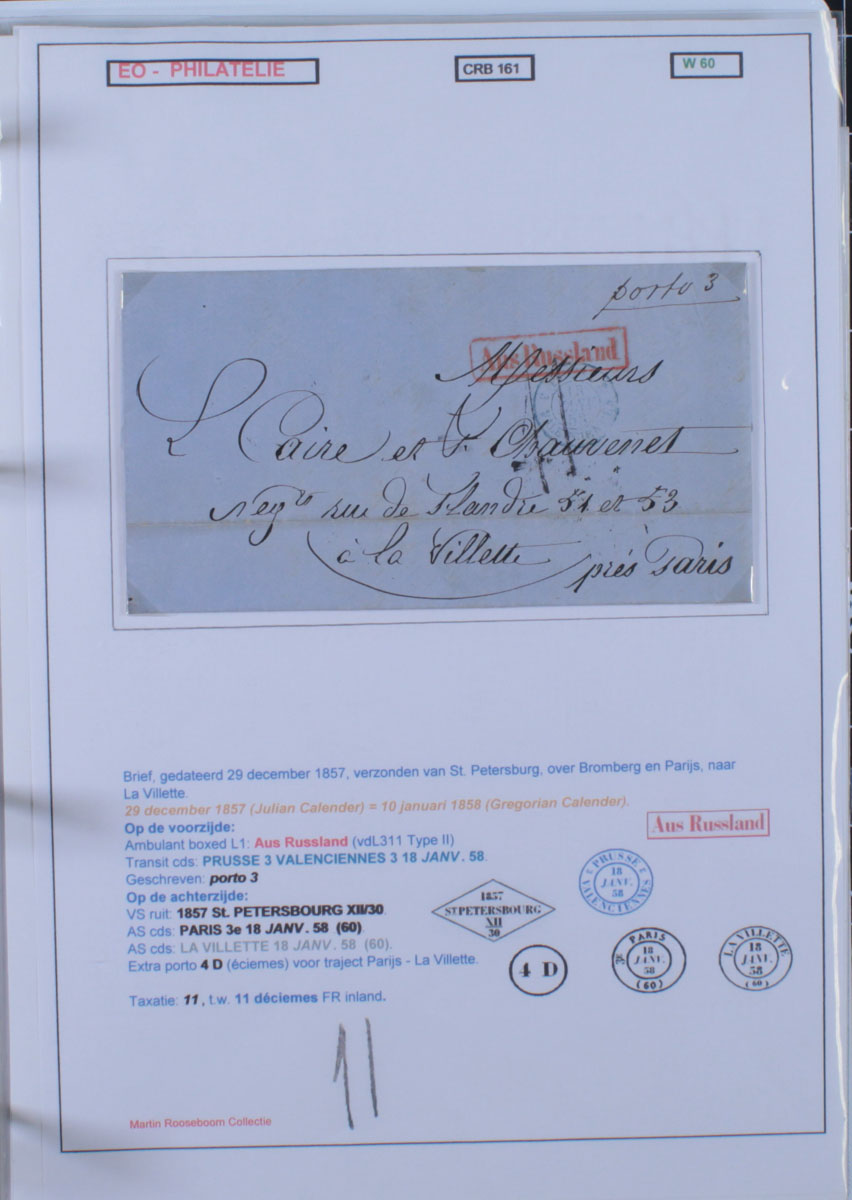 EO - PHILATELIE
CRB 161
W 60
porto 3
Aus Russland
Messieurs
L Caire et F. Chauvenet
Negts rue de Flandre 51 et 53
à la Villette
près Paris
11
Brief, gedateerd 29 december 1857, verzonden van St. Petersburg, over Bromberg en Parijs, naar
La Villette.
29 december 1857 (Julian Calender) = 10 januari 1858 (Gregorian Calender).
Op de voorzijde:
Ambulant boxed L1: Aus Russland (vdL311 Type II)
Transit cds: PRUSSE 3 VALENCIENNES 3 18 JANV. 58.
Geschreven: porto 3
Op de achterzijde:
VS ruit: 1857 St. PETERSBOURG XII/30.
AS cds: PARIS 3e 18 JANV. 58 (60).
AS cds: LA VILLETTE 18 JANV. 58 (60).
Extra porto 4 D (éciemes) voor traject Parijs - La Villette.
Taxatie: 11, t.w. 11 déciemes FR inland.
Aus Russland
PRUSSE
18
JANV.
58
VALENCIENNES
1857
ST PETERSBOURG
XII
30
4 D
PARIS
3E
18
JANV.
58
(60)
LA VILLETTE
18
JANV.
58
(60)
11
Martin Rooseboom Collectie